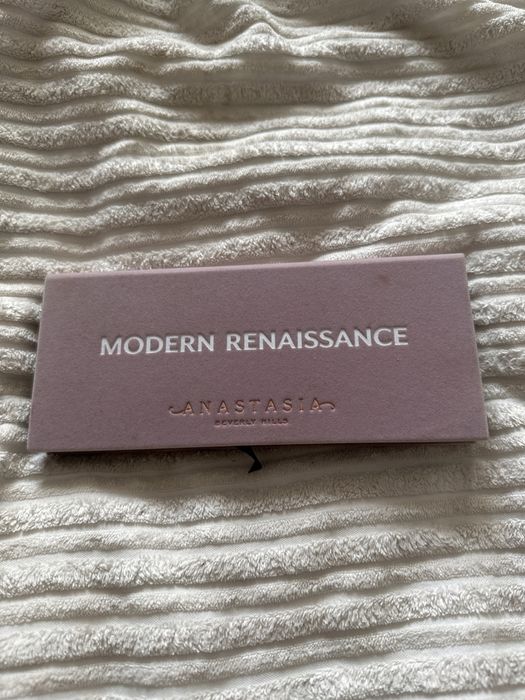 MODERN RENAISSANCE
ANASTASIA
BEVERLY HILLS